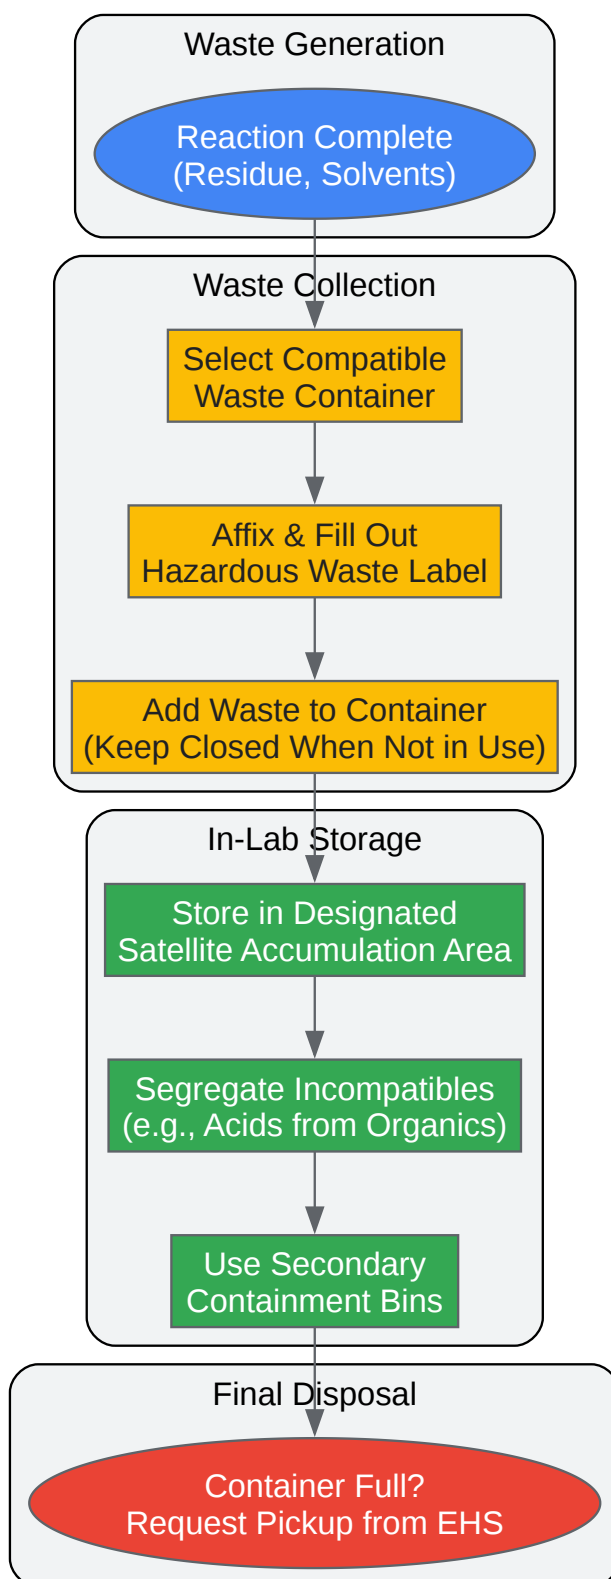 Waste Generation
Reaction Complete
(Residue, Solvents)
Waste Collection
Select Compatible
Waste Container
Affix & Fill Out
Hazardous Waste Label
Add Waste to Container
(Keep Closed When Not in Use)
In-Lab Storage
Store in Designated
Satellite Accumulation Area
Segregate Incompatibles
(e.g., Acids from Organics)
Use Secondary
Containment Bins
Final Disposal
Container Full?
Request Pickup from EHS